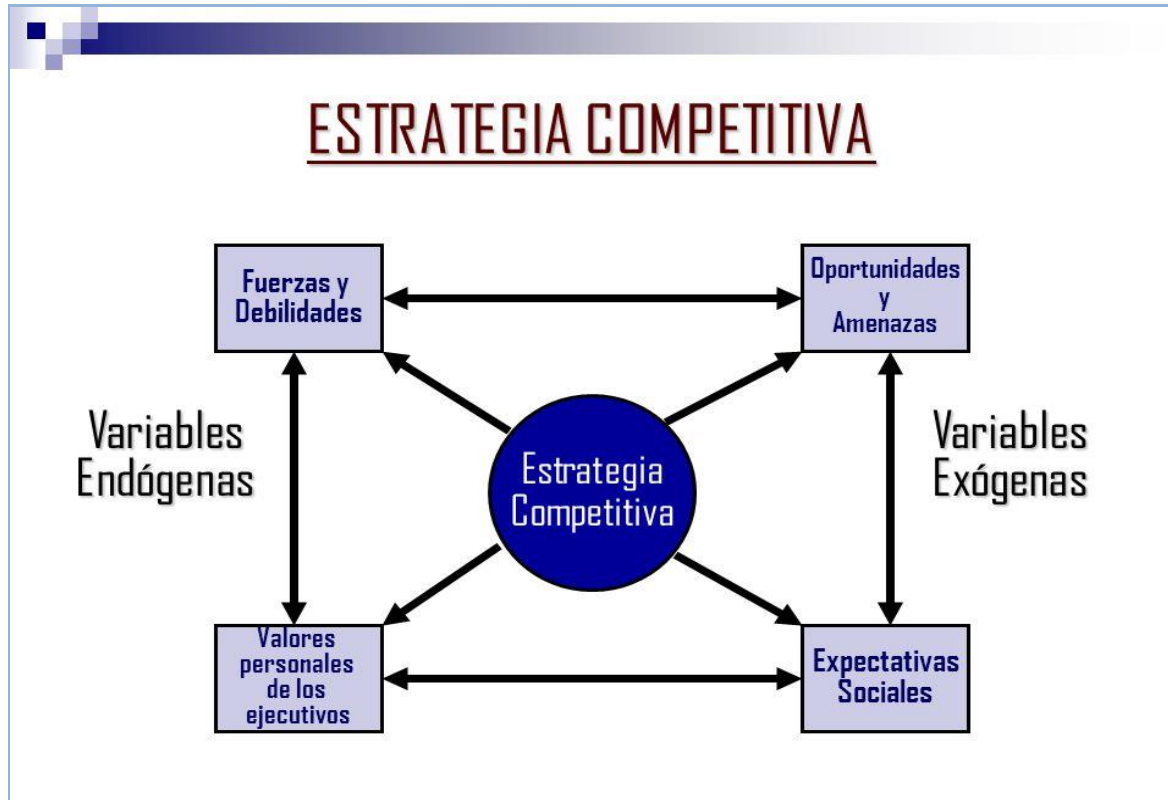 ESTRATEGIA COMPETITIVA
Fuerzas y
Debilidades
Oportunidades
y
Amenazas
Variables
Endógenas
Estrategia
Competitiva
Variables
Exógenas
Valores
personales
de los
ejecutivos
Expectativas
Sociales